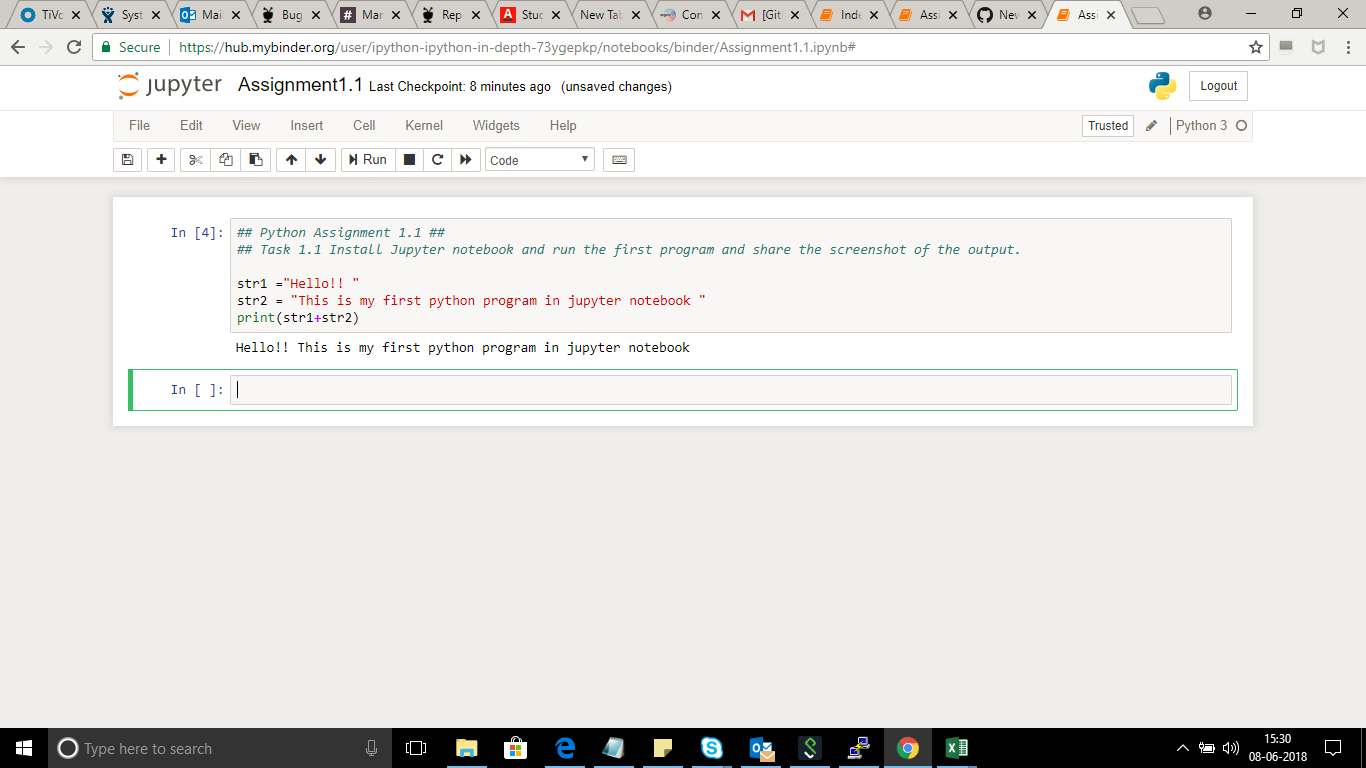 TiVo Syst Mai Bug # Mar Rep A Stud New Tab Con [Git Inde Assi New Assi
Secure https://hub.mybinder.org/user/ipython-ipython-in-depth-73ygepkp/notebooks/binder/Assignment1.1.ipynb#
jupyter Assignment1.1 Last Checkpoint: 8 minutes ago (unsaved changes) Logout
File Edit View Insert Cell Kernel Widgets Help Trusted Python 3
Run Code
In [4]: ## Python Assignment 1.1 ##
## Task 1.1 Install Jupyter notebook and run the first program and share the screenshot of the output.
str1 ="Hello!! "
str2 = "This is my first python program in jupyter notebook "
print(str1+str2)
Hello!! This is my first python program in jupyter notebook
In [ ]:
Type here to search
15:30
08-06-2018